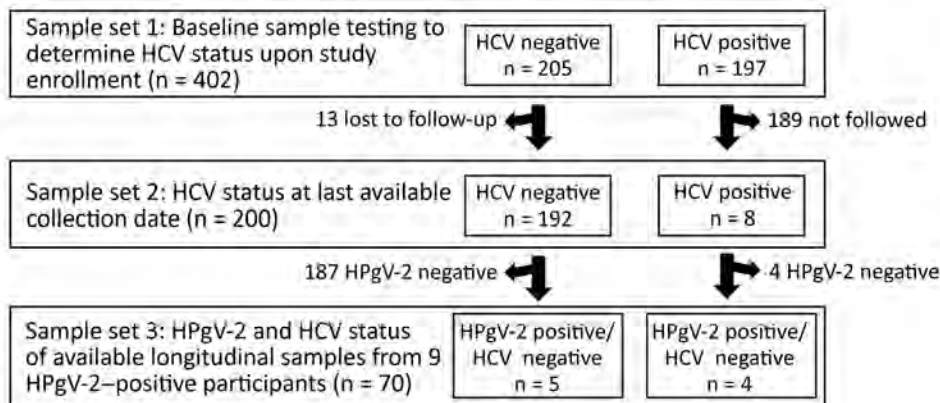 Sample set 1: Baseline sample testing to
determine HCV status upon study
enrollment (n = 402)
HCV negative
n = 205
HCV positive
n = 197
13 lost to follow-up
189 not followed
Sample set 2: HCV status at last available
collection date (n = 200)
HCV negative
n = 192
HCV positive
n = 8
187 HPgV-2 negative
4 HPgV-2 negative
Sample set 3: HPgV-2 and HCV status
of available longitudinal samples from 9
HPgV-2–positive participants (n = 70)
HPgV-2 positive/
HCV negative
n = 5
HPgV-2 positive/
HCV negative
n = 4